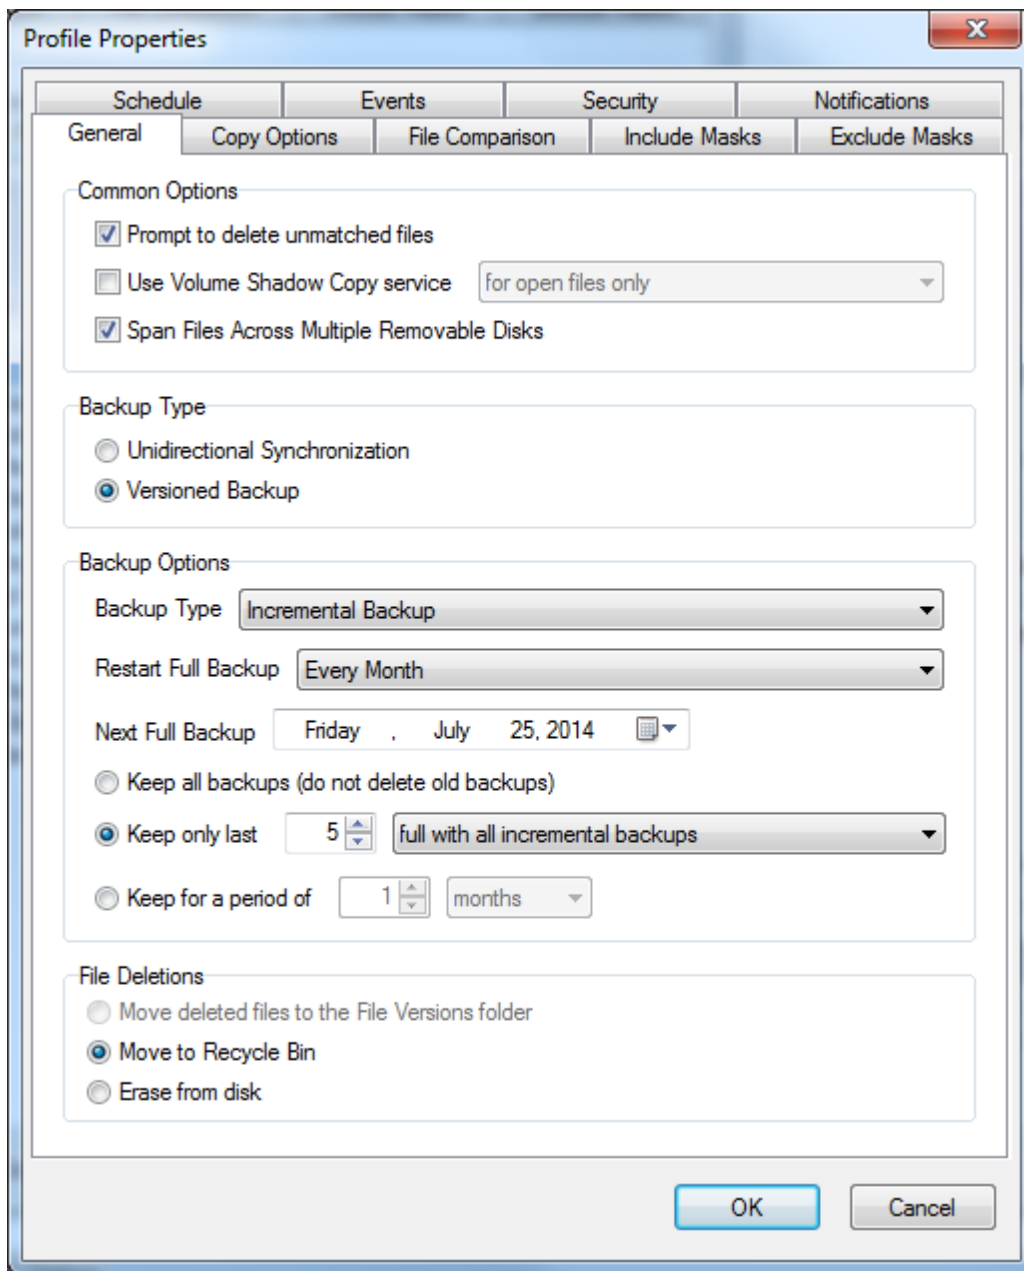 Profile Properties
Schedule Events Security Notifications
General Copy Options File Comparison Include Masks Exclude Masks
Common Options
Prompt to delete unmatched files
Use Volume Shadow Copy service for open files only
Span Files Across Multiple Removable Disks
Backup Type
Unidirectional Synchronization
Versioned Backup
Backup Options
Backup Type Incremental Backup
Restart Full Backup Every Month
Next Full Backup Friday , July 25, 2014
Keep all backups (do not delete old backups)
Keep only last 5 full with all incremental backups
Keep for a period of 1 months
File Deletions
Move deleted files to the File Versions folder
Move to Recycle Bin
Erase from disk
OK Cancel